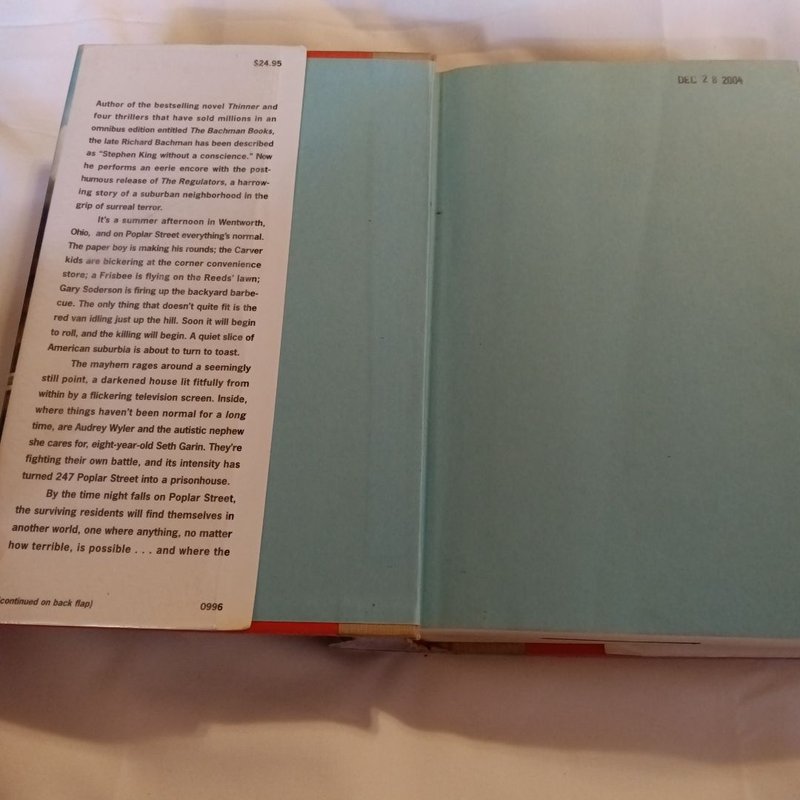 $24.95
Author of the bestselling novel Thinner and
four thrillers that have sold millions in an
omnibus edition entitled The Bachman Books,
the late Richard Bachman has been described
as "Stephen King without a conscience." Now
he performs an eerie encore with the post-
humous release of The Regulators, a harrow-
ing story of a suburban neighborhood in the
grip of surreal terror.
It's a summer afternoon in Wentworth,
Ohio, and on Poplar Street everything's normal.
The paper boy is making his rounds; the Carver
kids are bickering at the corner convenience
store; a Frisbee is flying on the Reeds' lawn;
Gary Soderson is firing up the backyard barbe-
cue. The only thing that doesn't quite fit is the
red van idling just up the hill. Soon it will begin
to roll, and the killing will begin. A quiet slice of
American suburbia is about to turn to toast.
The mayhem rages around a seemingly
still point, a darkened house lit fitfully from
within by a flickering television screen. Inside,
where things haven't been normal for a long
time, are Audrey Wyler and the autistic nephew
she cares for, eight-year-old Seth Garin. They're
fighting their own battle, and its intensity has
turned 247 Poplar Street into a prisonhouse.
By the time night falls on Poplar Street,
the surviving residents will find themselves in
another world, one where anything, no matter
how terrible, is possible . . . and where the
(continued on back flap)
0996
DEC 28 2004